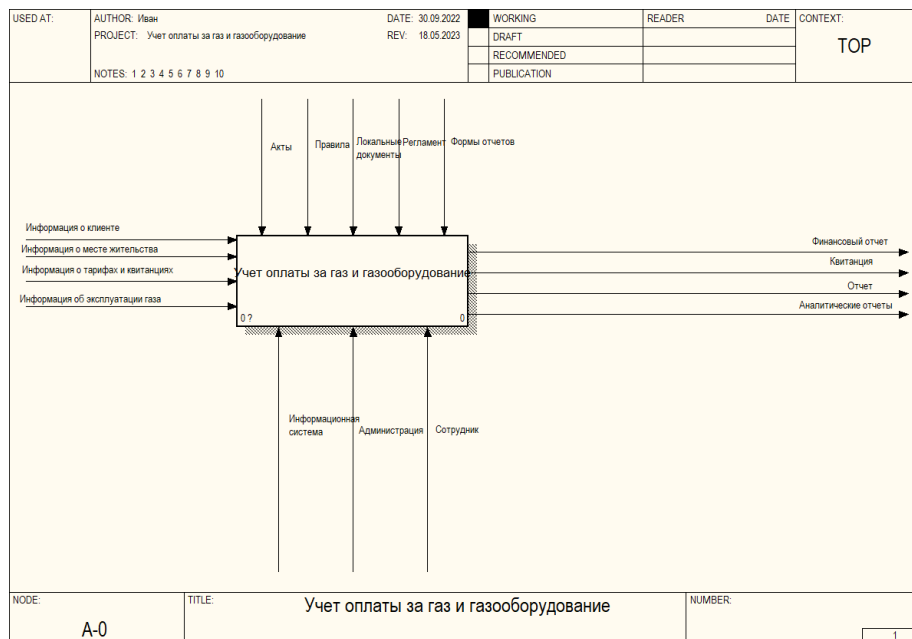 USED AT:
AUTHOR: Иван
DATE: 30.09.2022
PROJECT: Учет оплаты за газ и газооборудование
REV: 18.05.2023
NOTES: 1 2 3 4 5 6 7 8 9 10
WORKING
DRAFT
RECOMMENDED
PUBLICATION
READER
DATE
CONTEXT:
TOP
Акты
Правила
Локальные
документы
Регламент
Формы отчетов
Информация о клиенте
Информация о месте жительства
Информация о тарифах и квитанциях
Информация об эксплуатации газа
Учет оплаты за газ и газооборудование
0 ?
0
Финансовый отчет
Квитанция
Отчет
Аналитические отчеты
Информационная
система
Администрация
Сотрудник
NODE:
A-0
TITLE:
Учет оплаты за газ и газооборудование
NUMBER:
1